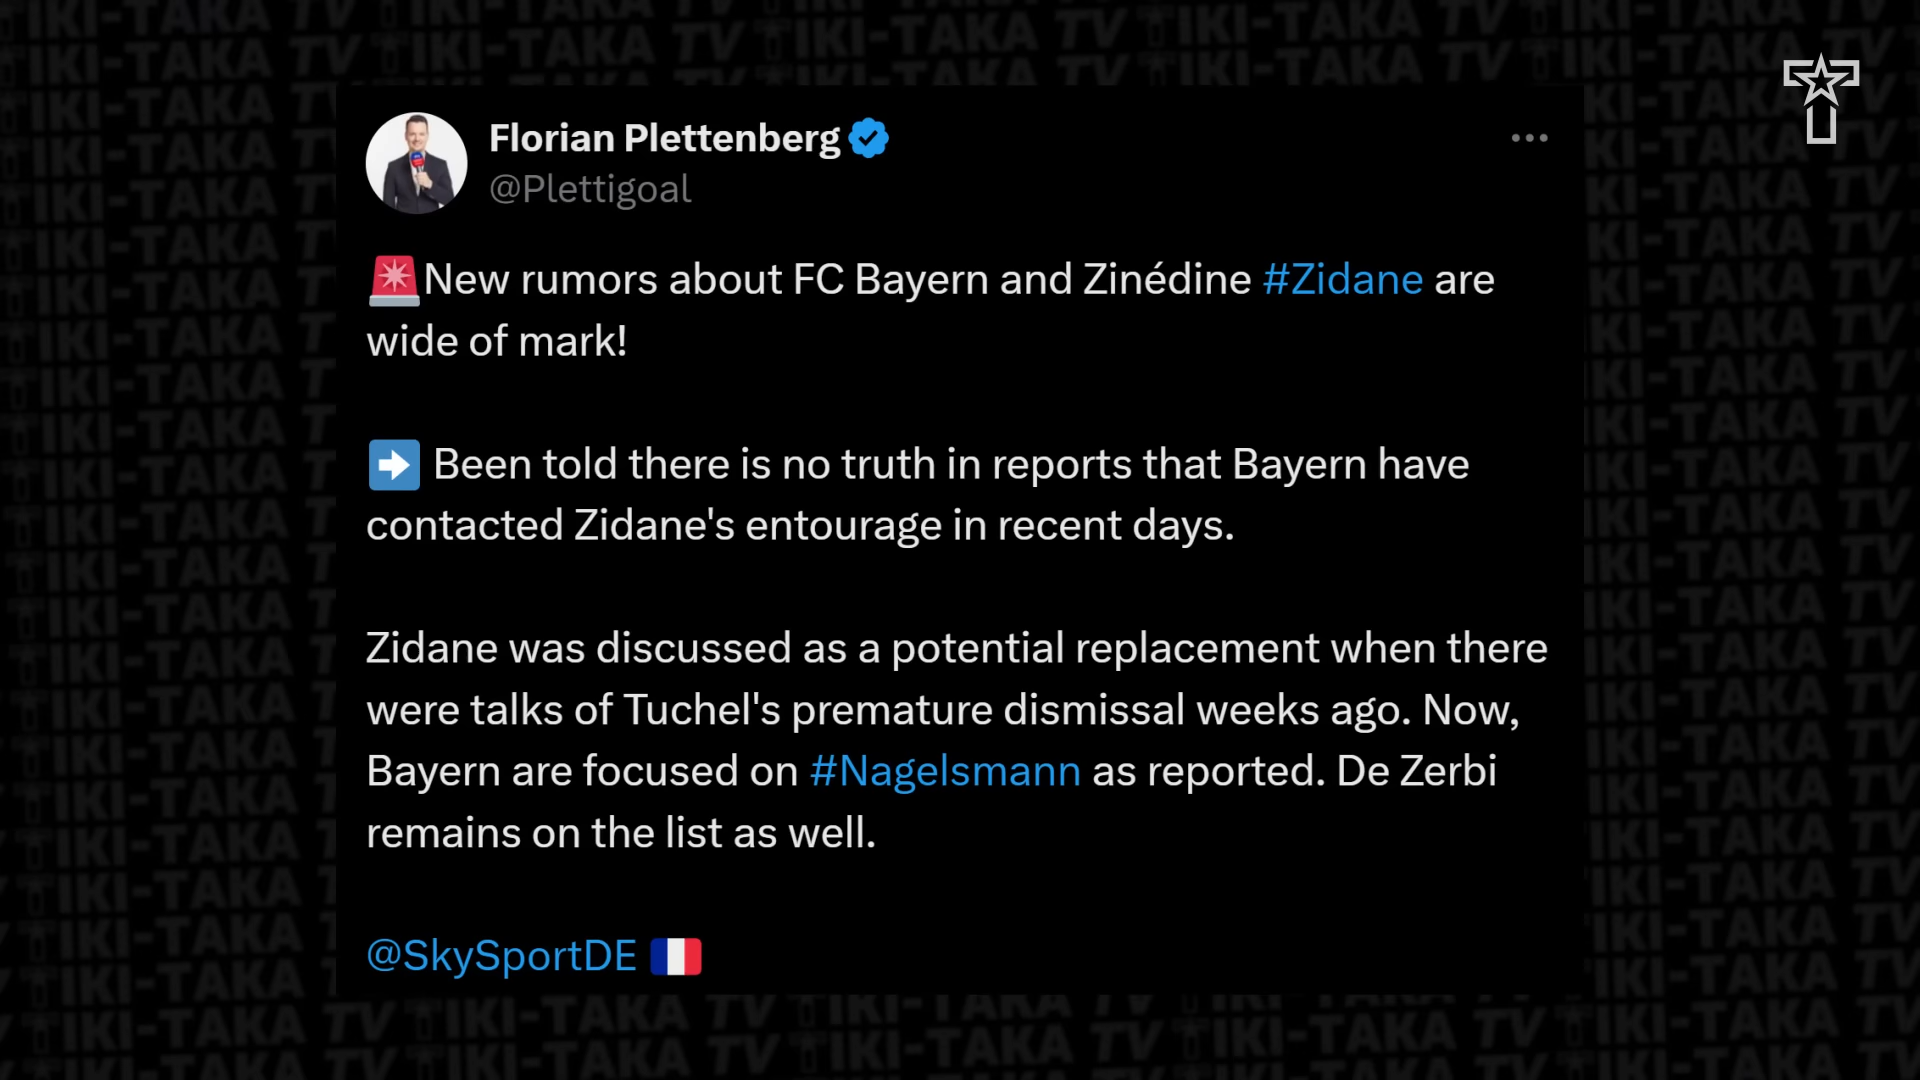 Florian Plettenberg
@Plettigoal
🚨New rumors about FC Bayern and Zinédine #Zidane are
wide of mark!
➡️ Been told there is no truth in reports that Bayern have
contacted Zidane's entourage in recent days.
Zidane was discussed as a potential replacement when there
were talks of Tuchel's premature dismissal weeks ago. Now,
Bayern are focused on #Nagelsmann as reported. De Zerbi
remains on the list as well.
@SkySportDE 🇫🇷
TIKI-TAKA TV